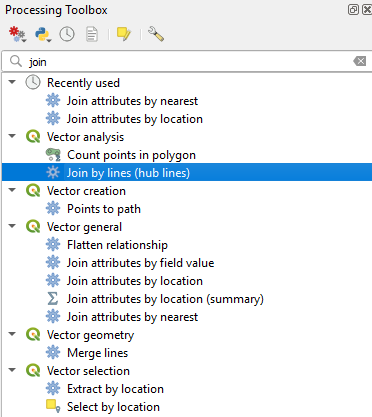 Processing Toolbox
join
Recently used
Join attributes by nearest
Join attributes by location
Vector analysis
Count points in polygon
Join by lines (hub lines)
Vector creation
Points to path
Vector general
Flatten relationship
Join attributes by field value
Join attributes by location
Join attributes by location (summary)
Join attributes by nearest
Vector geometry
Merge lines
Vector selection
Extract by location
Select by location